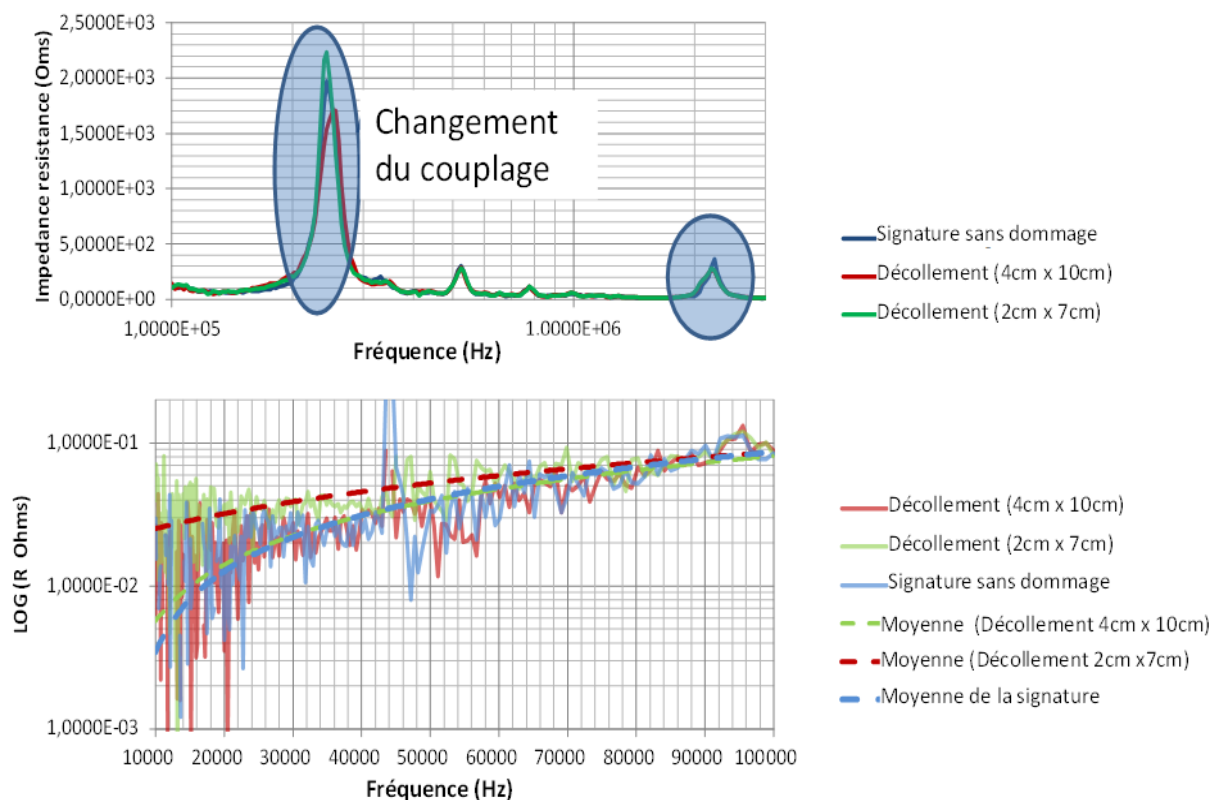 2,5000E+03
2,0000E+03
1,5000E+03
1,0000E+03
5,0000E+02
0,0000E+00
Impedance resistance (Oms)
Changement
du couplage
1,0000E+05
1.0000E+06
Fréquence (Hz)
Signature sans dommage
Décollement (4cm x 10cm)
Décollement (2cm x 7cm)
1,0000E-01
1,0000E-02
1,0000E-03
LOG (R Ohms)
10000 20000 30000 40000 50000 60000 70000 80000 90000 100000
Fréquence (Hz)
Décollement (4cm x 10cm)
Décollement (2cm x 7cm)
Signature sans dommage
Moyenne (Décollement 4cm x 10cm)
Moyenne (Décollement 2cm x7cm)
Moyenne de la signature